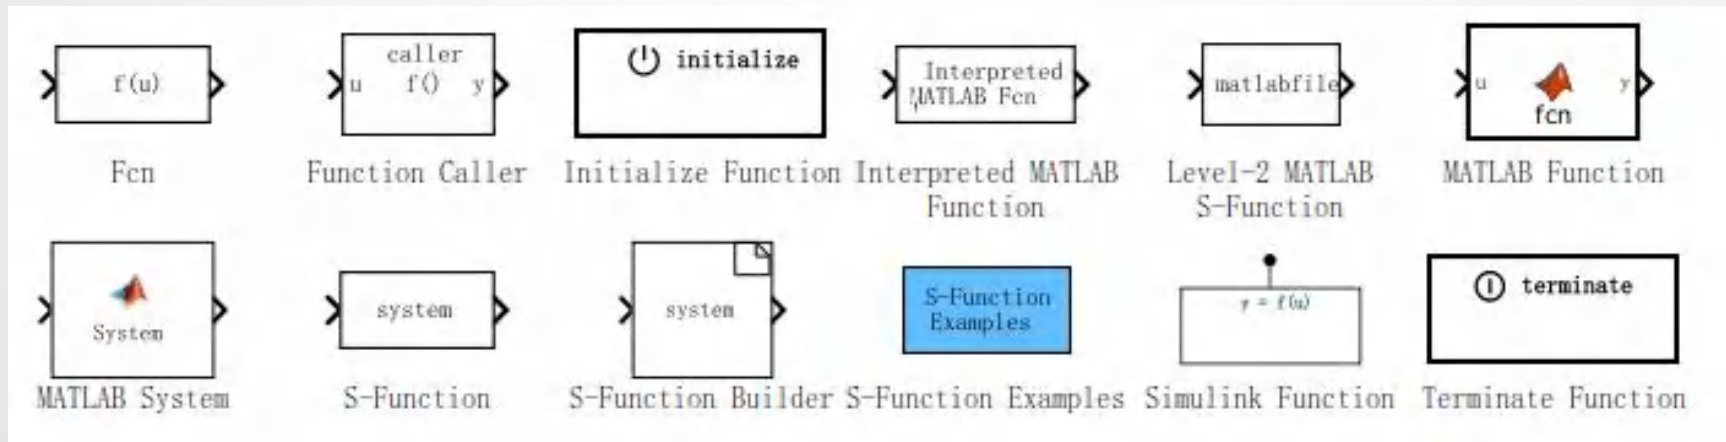 f(u)
Fcn
caller
u f() y
Function Caller
initialize
Initialize Function
Interpreted
MATLAB Fcn
Interpreted MATLAB
Function
matlabfile
Level-2 MATLAB
S-Function
u y
fcn
MATLAB Function
System
MATLAB System
system
S-Function
system
S-Function Builder
S-Function
Examples
S-Function Examples
y = f(u)
Simulink Function
terminate
Terminate Function